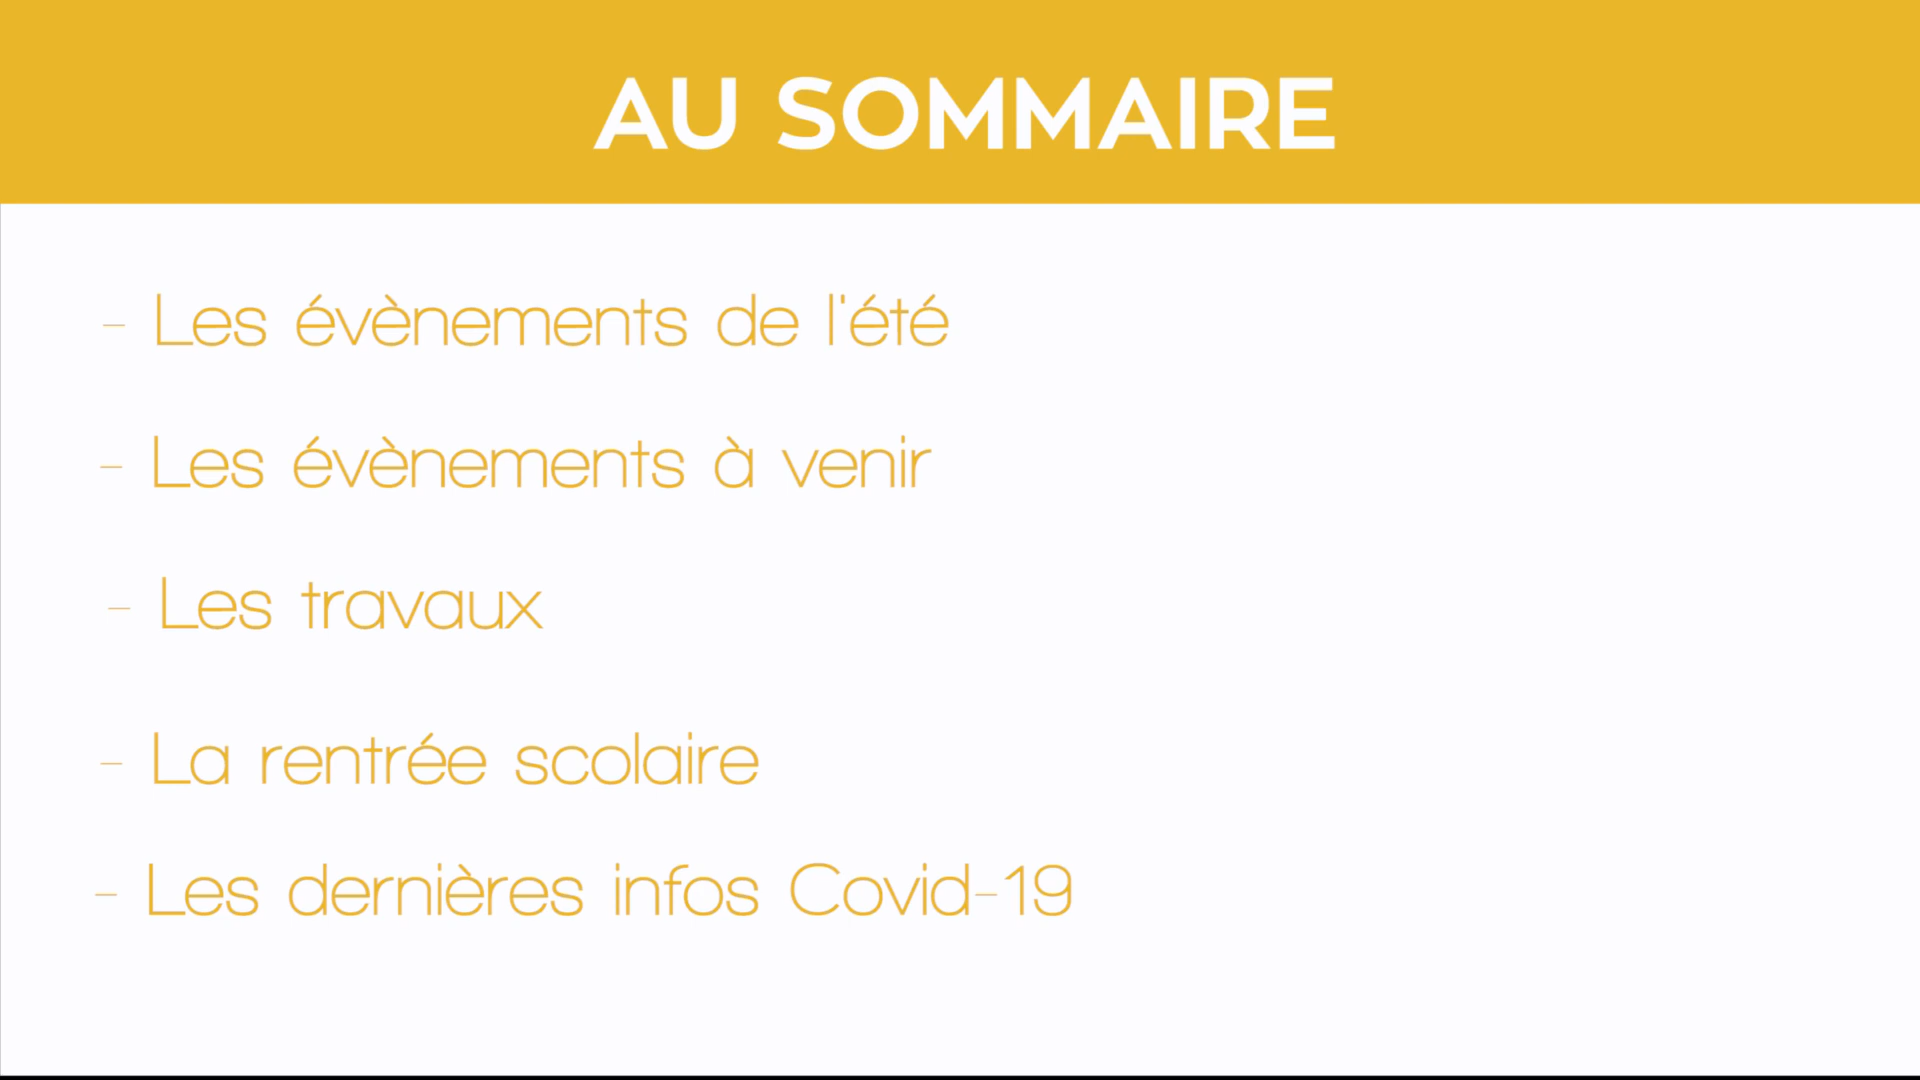 AU SOMMAIRE
- Les évènements de l'été
- Les évènements à venir
- Les travaux
- La rentrée scolaire
- Les dernières infos Covid-19